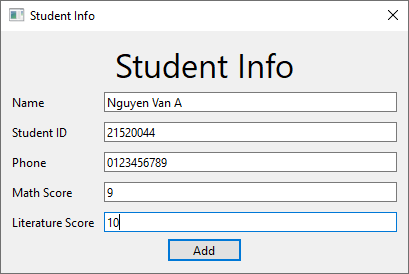 Student Info
Student Info
Name Nguyen Van A
Student ID 21520044
Phone 0123456789
Math Score 9
Literature Score 10
Add